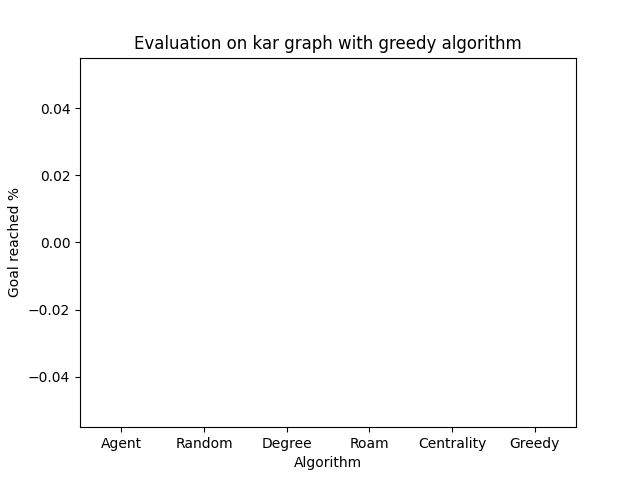 Evaluation on kar graph with greedy algorithm
Goal reached %
0.04
0.02
0.00
−0.02
−0.04
Agent Random Degree Roam Centrality Greedy
Algorithm